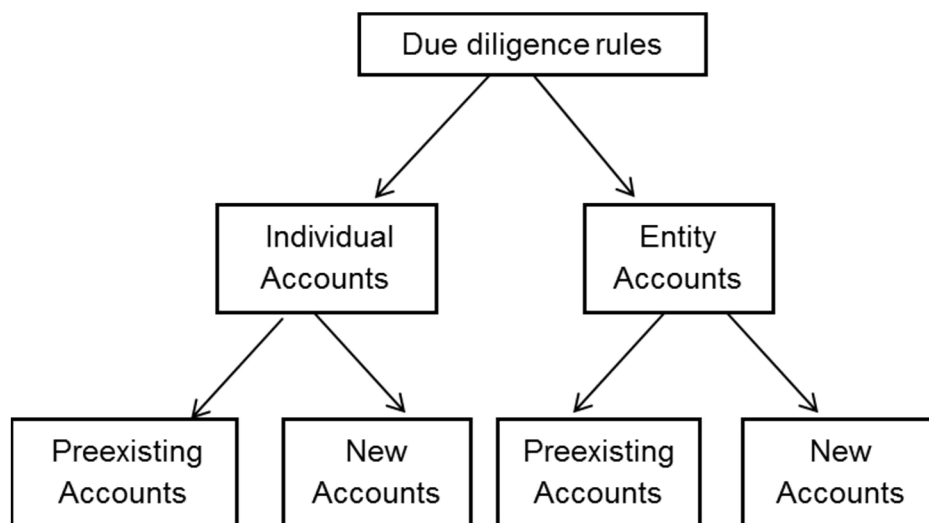 Due diligence rules
Individual
Accounts
Entity
Accounts
Preexisting
Accounts
New
Accounts
Preexisting
Accounts
New
Accounts